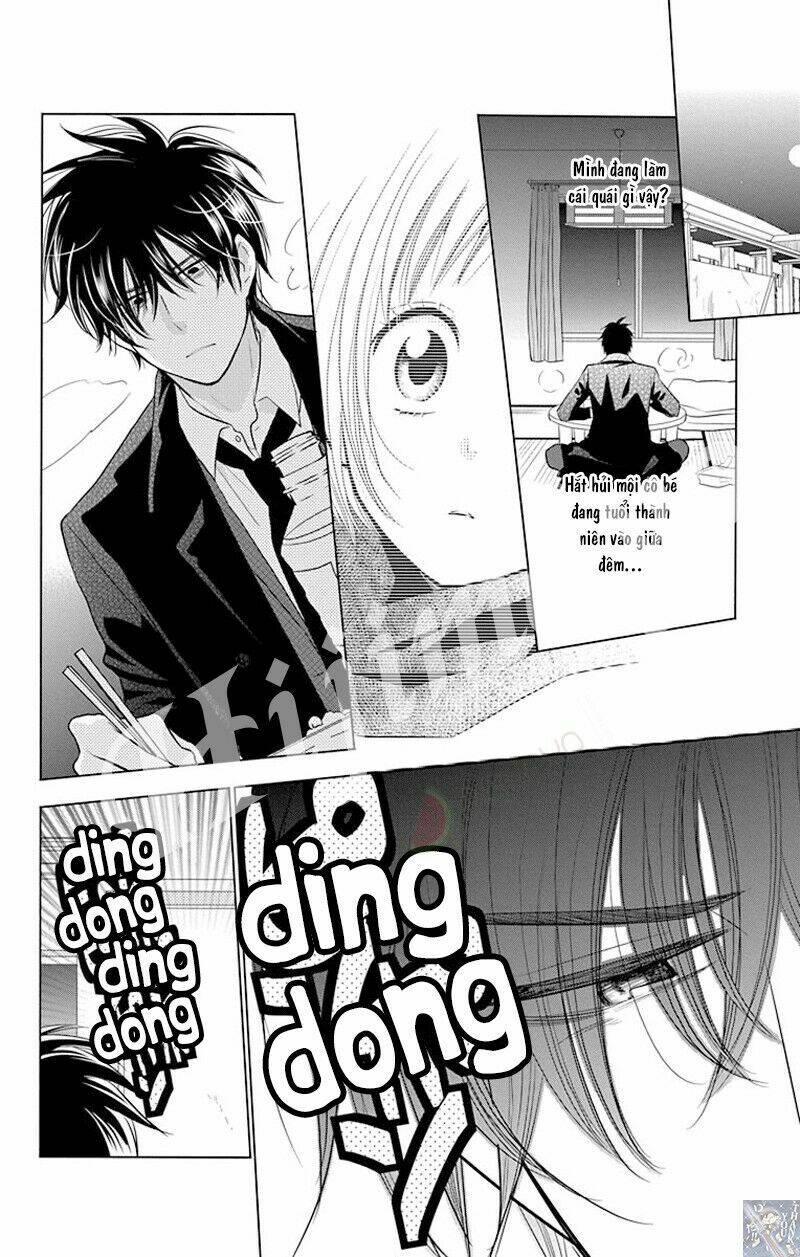 Mình đang làm
cái quái gì vậy?
Hắt hủi một cô bé
đang tuổi thành
niên vào giữa
đêm...
ding
dong
ding
dong
ding
dong